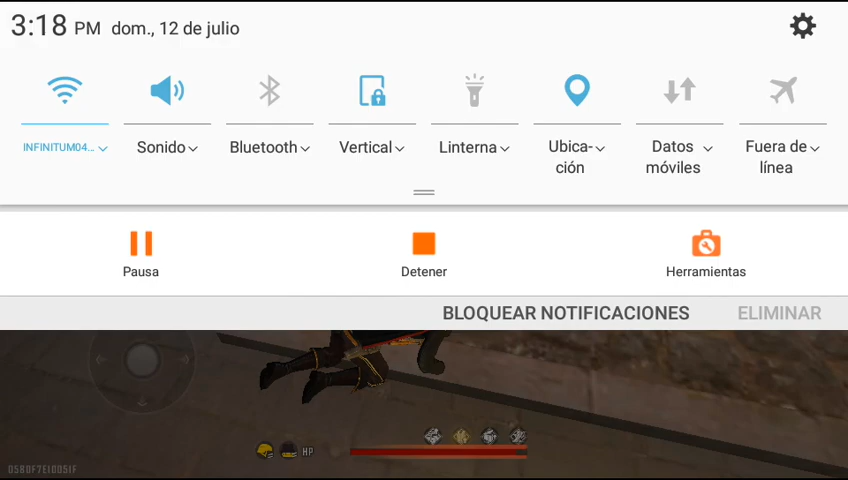 3:18 PM dom., 12 de julio
INFINITUM04... Sonido Bluetooth Vertical Linterna Ubica-
ción Datos
móviles Fuera de
línea
Pausa Detener Herramientas
BLOQUEAR NOTIFICACIONES ELIMINAR
HP
0580F7E10051F